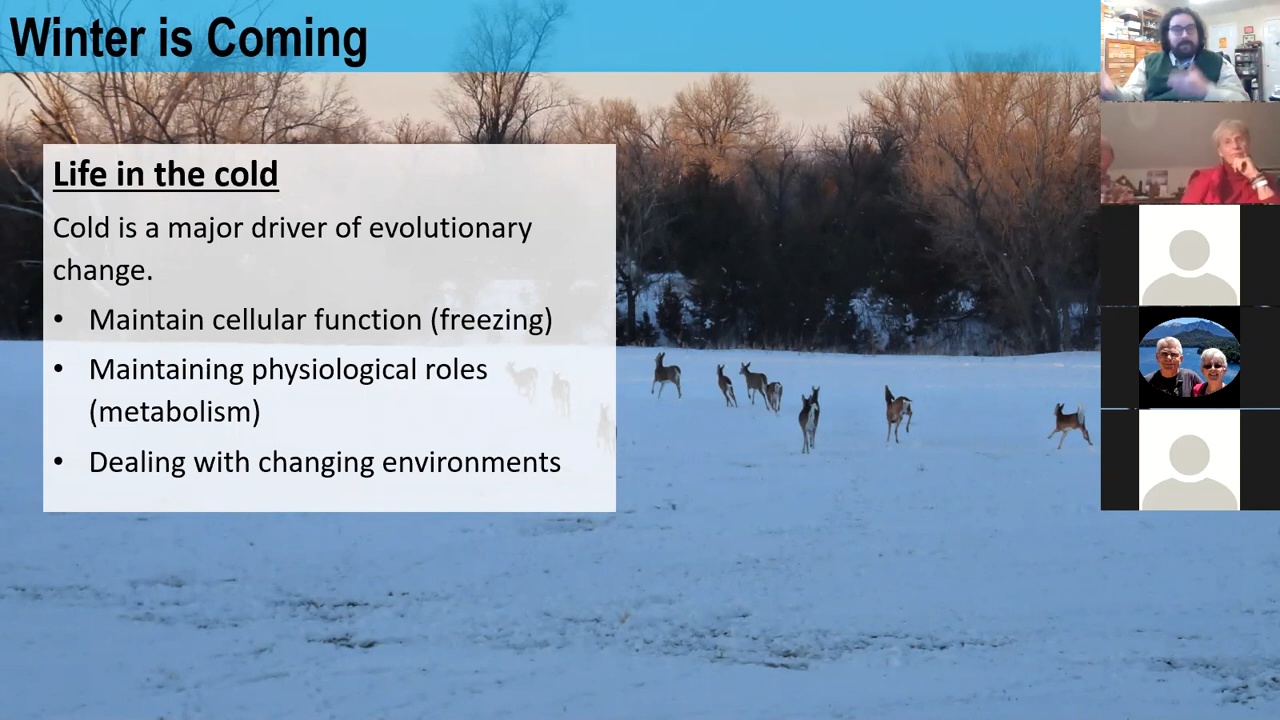 Winter is Coming
Life in the cold
Cold is a major driver of evolutionary
change.
• Maintain cellular function (freezing)
• Maintaining physiological roles
(metabolism)
• Dealing with changing environments